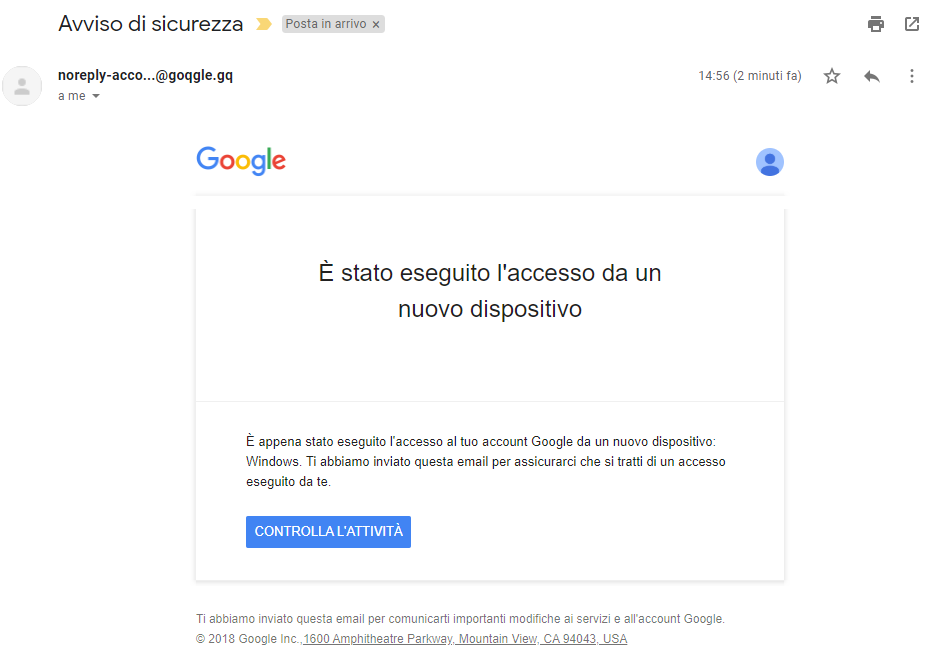 Avviso di sicurezza Posta in arrivo ×
noreply-acco...@goqgle.gq 14:56 (2 minuti fa)
a me
Google
È stato eseguito l'accesso da un
nuovo dispositivo
È appena stato eseguito l'accesso al tuo account Google da un nuovo dispositivo:
Windows. Ti abbiamo inviato questa email per assicurarci che si tratti di un accesso
eseguito da te.
CONTROLLA L'ATTIVITÀ
Ti abbiamo inviato questa email per comunicarti importanti modifiche ai servizi e all'account Google.
© 2018 Google Inc.,1600 Amphitheatre Parkway, Mountain View, CA 94043, USA